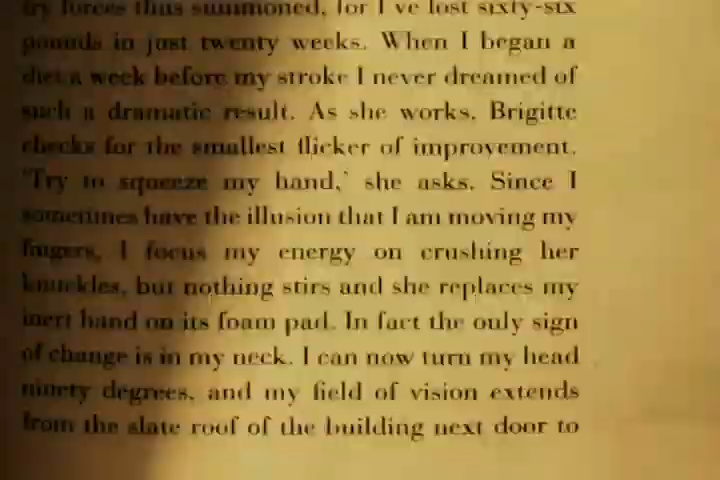 try forces thus summoned, for I've lost sixty-six
pounds in just twenty weeks. When I began a
diet a week before my stroke I never dreamed of
such a dramatic result. As she works, Brigitte
checks for the smallest flicker of improvement.
'Try to squeeze my hand,' she asks. Since I
sometimes have the illusion that I am moving my
fingers, I focus my energy on crushing her
knuckles, but nothing stirs and she replaces my
inert hand on its foam pad. In fact the only sign
of change is in my neck. I can now turn my head
ninety degrees, and my field of vision extends
from the slate roof of the building next door to